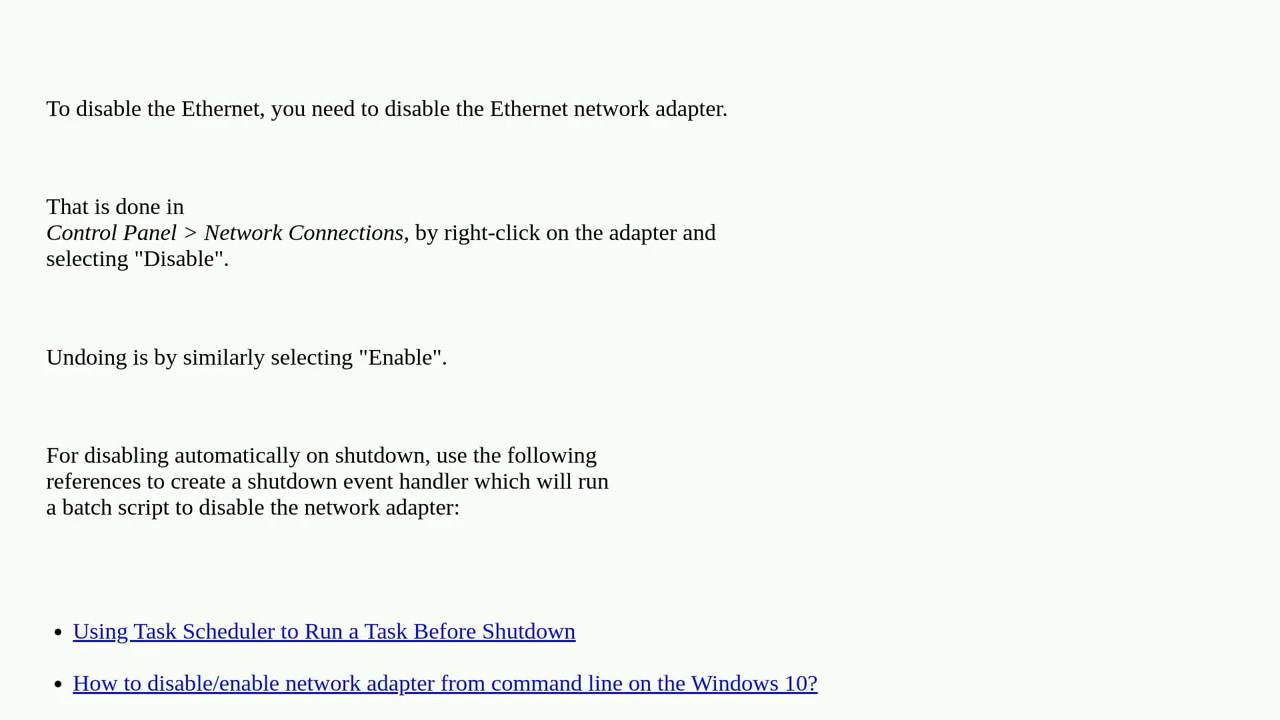 To disable the Ethernet, you need to disable the Ethernet network adapter.
That is done in
Control Panel > Network Connections, by right-click on the adapter and
selecting "Disable".
Undoing is by similarly selecting "Enable".
For disabling automatically on shutdown, use the following
references to create a shutdown event handler which will run
a batch script to disable the network adapter:
• Using Task Scheduler to Run a Task Before Shutdown
• How to disable/enable network adapter from command line on the Windows 10?